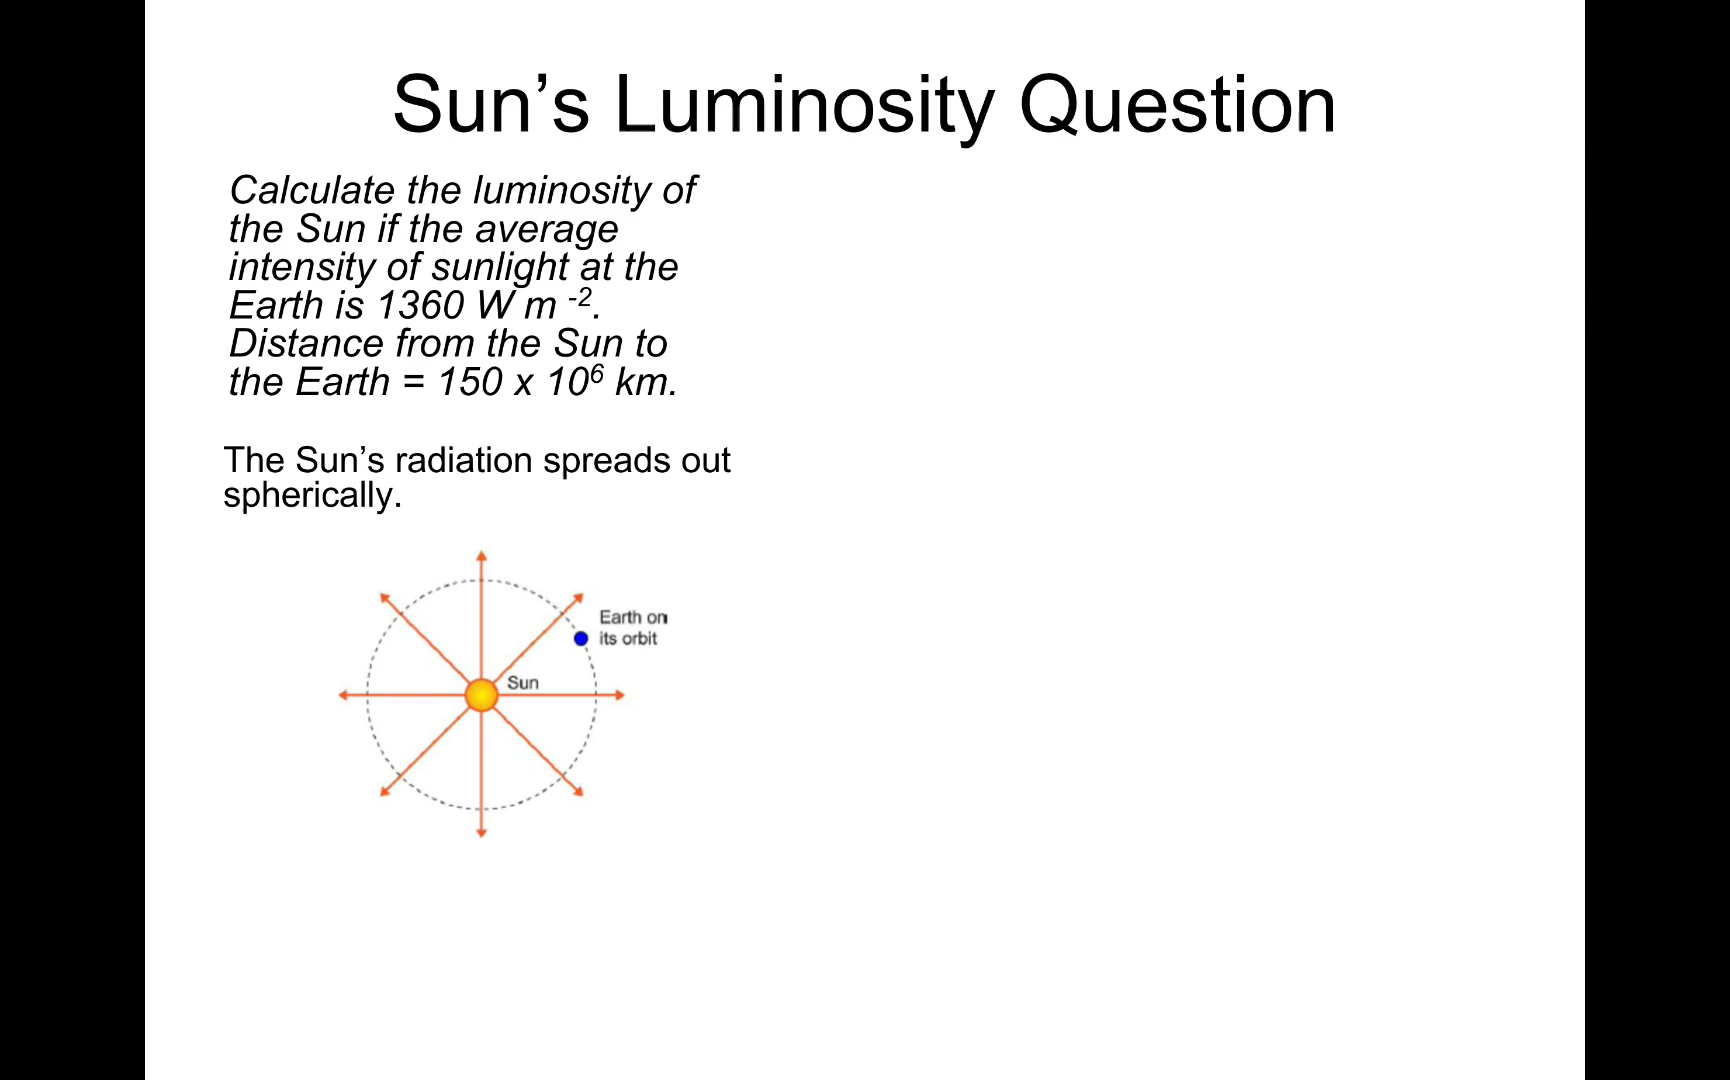 Sun’s Luminosity Question
Calculate the luminosity of
the Sun if the average
intensity of sunlight at the
Earth is 1360 W m -2.
Distance from the Sun to
the Earth = 150 x 10⁶ km.
The Sun’s radiation spreads out
spherically.
Earth on
its orbit
Sun